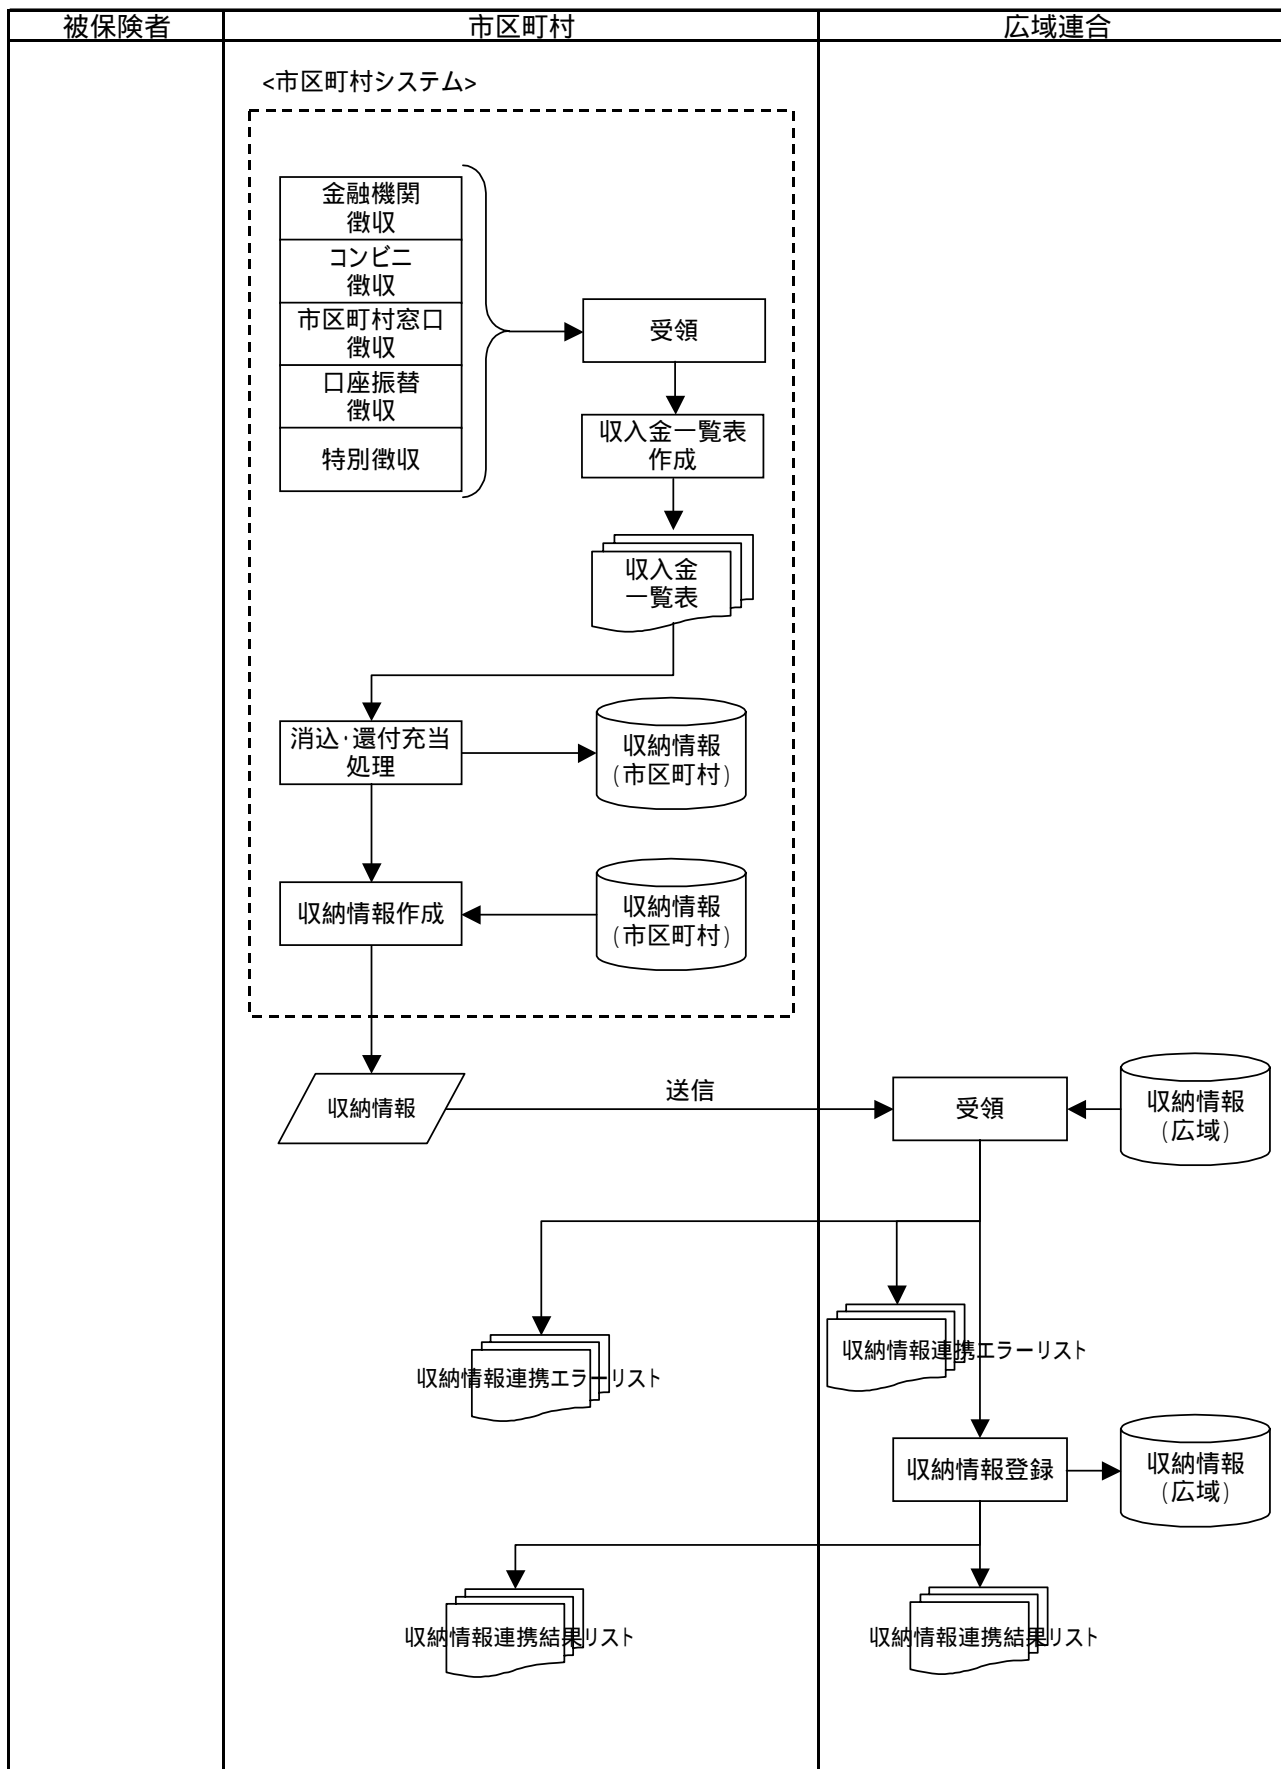 被保険者
市区町村
広域連合
<市区町村システム>
金融機関
徴収
コンビニ
徴収
市区町村窓口
徴収
口座振替
徴収
特別徴収
受領
収入金一覧表
作成
収入金
一覧表
消込・還付充当
処理
収納情報
(市区町村)
収納情報作成
収納情報
(市区町村)
収納情報
送信
受領
収納情報
(広域)
収納情報連携エラーリスト
収納情報連携エラーリスト
収納情報登録
収納情報
(広域)
収納情報連携結果リスト
収納情報連携結果リスト